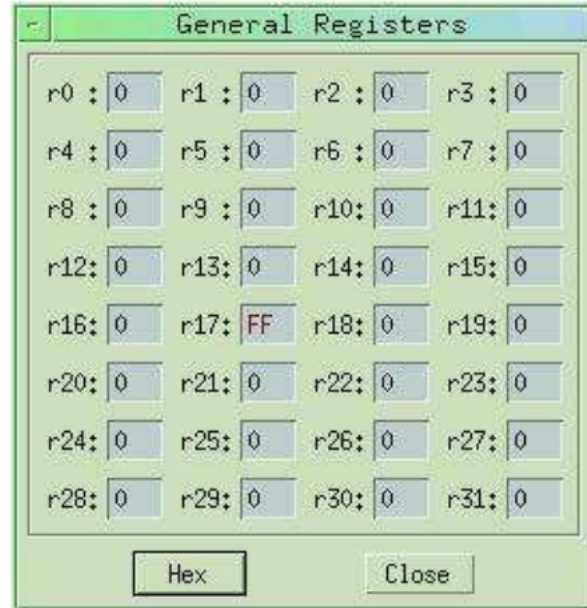 General Registers
r0 : 0 r1 : 0 r2 : 0 r3 : 0
r4 : 0 r5 : 0 r6 : 0 r7 : 0
r8 : 0 r9 : 0 r10: 0 r11: 0
r12: 0 r13: 0 r14: 0 r15: 0
r16: 0 r17: FF r18: 0 r19: 0
r20: 0 r21: 0 r22: 0 r23: 0
r24: 0 r25: 0 r26: 0 r27: 0
r28: 0 r29: 0 r30: 0 r31: 0
Hex Close